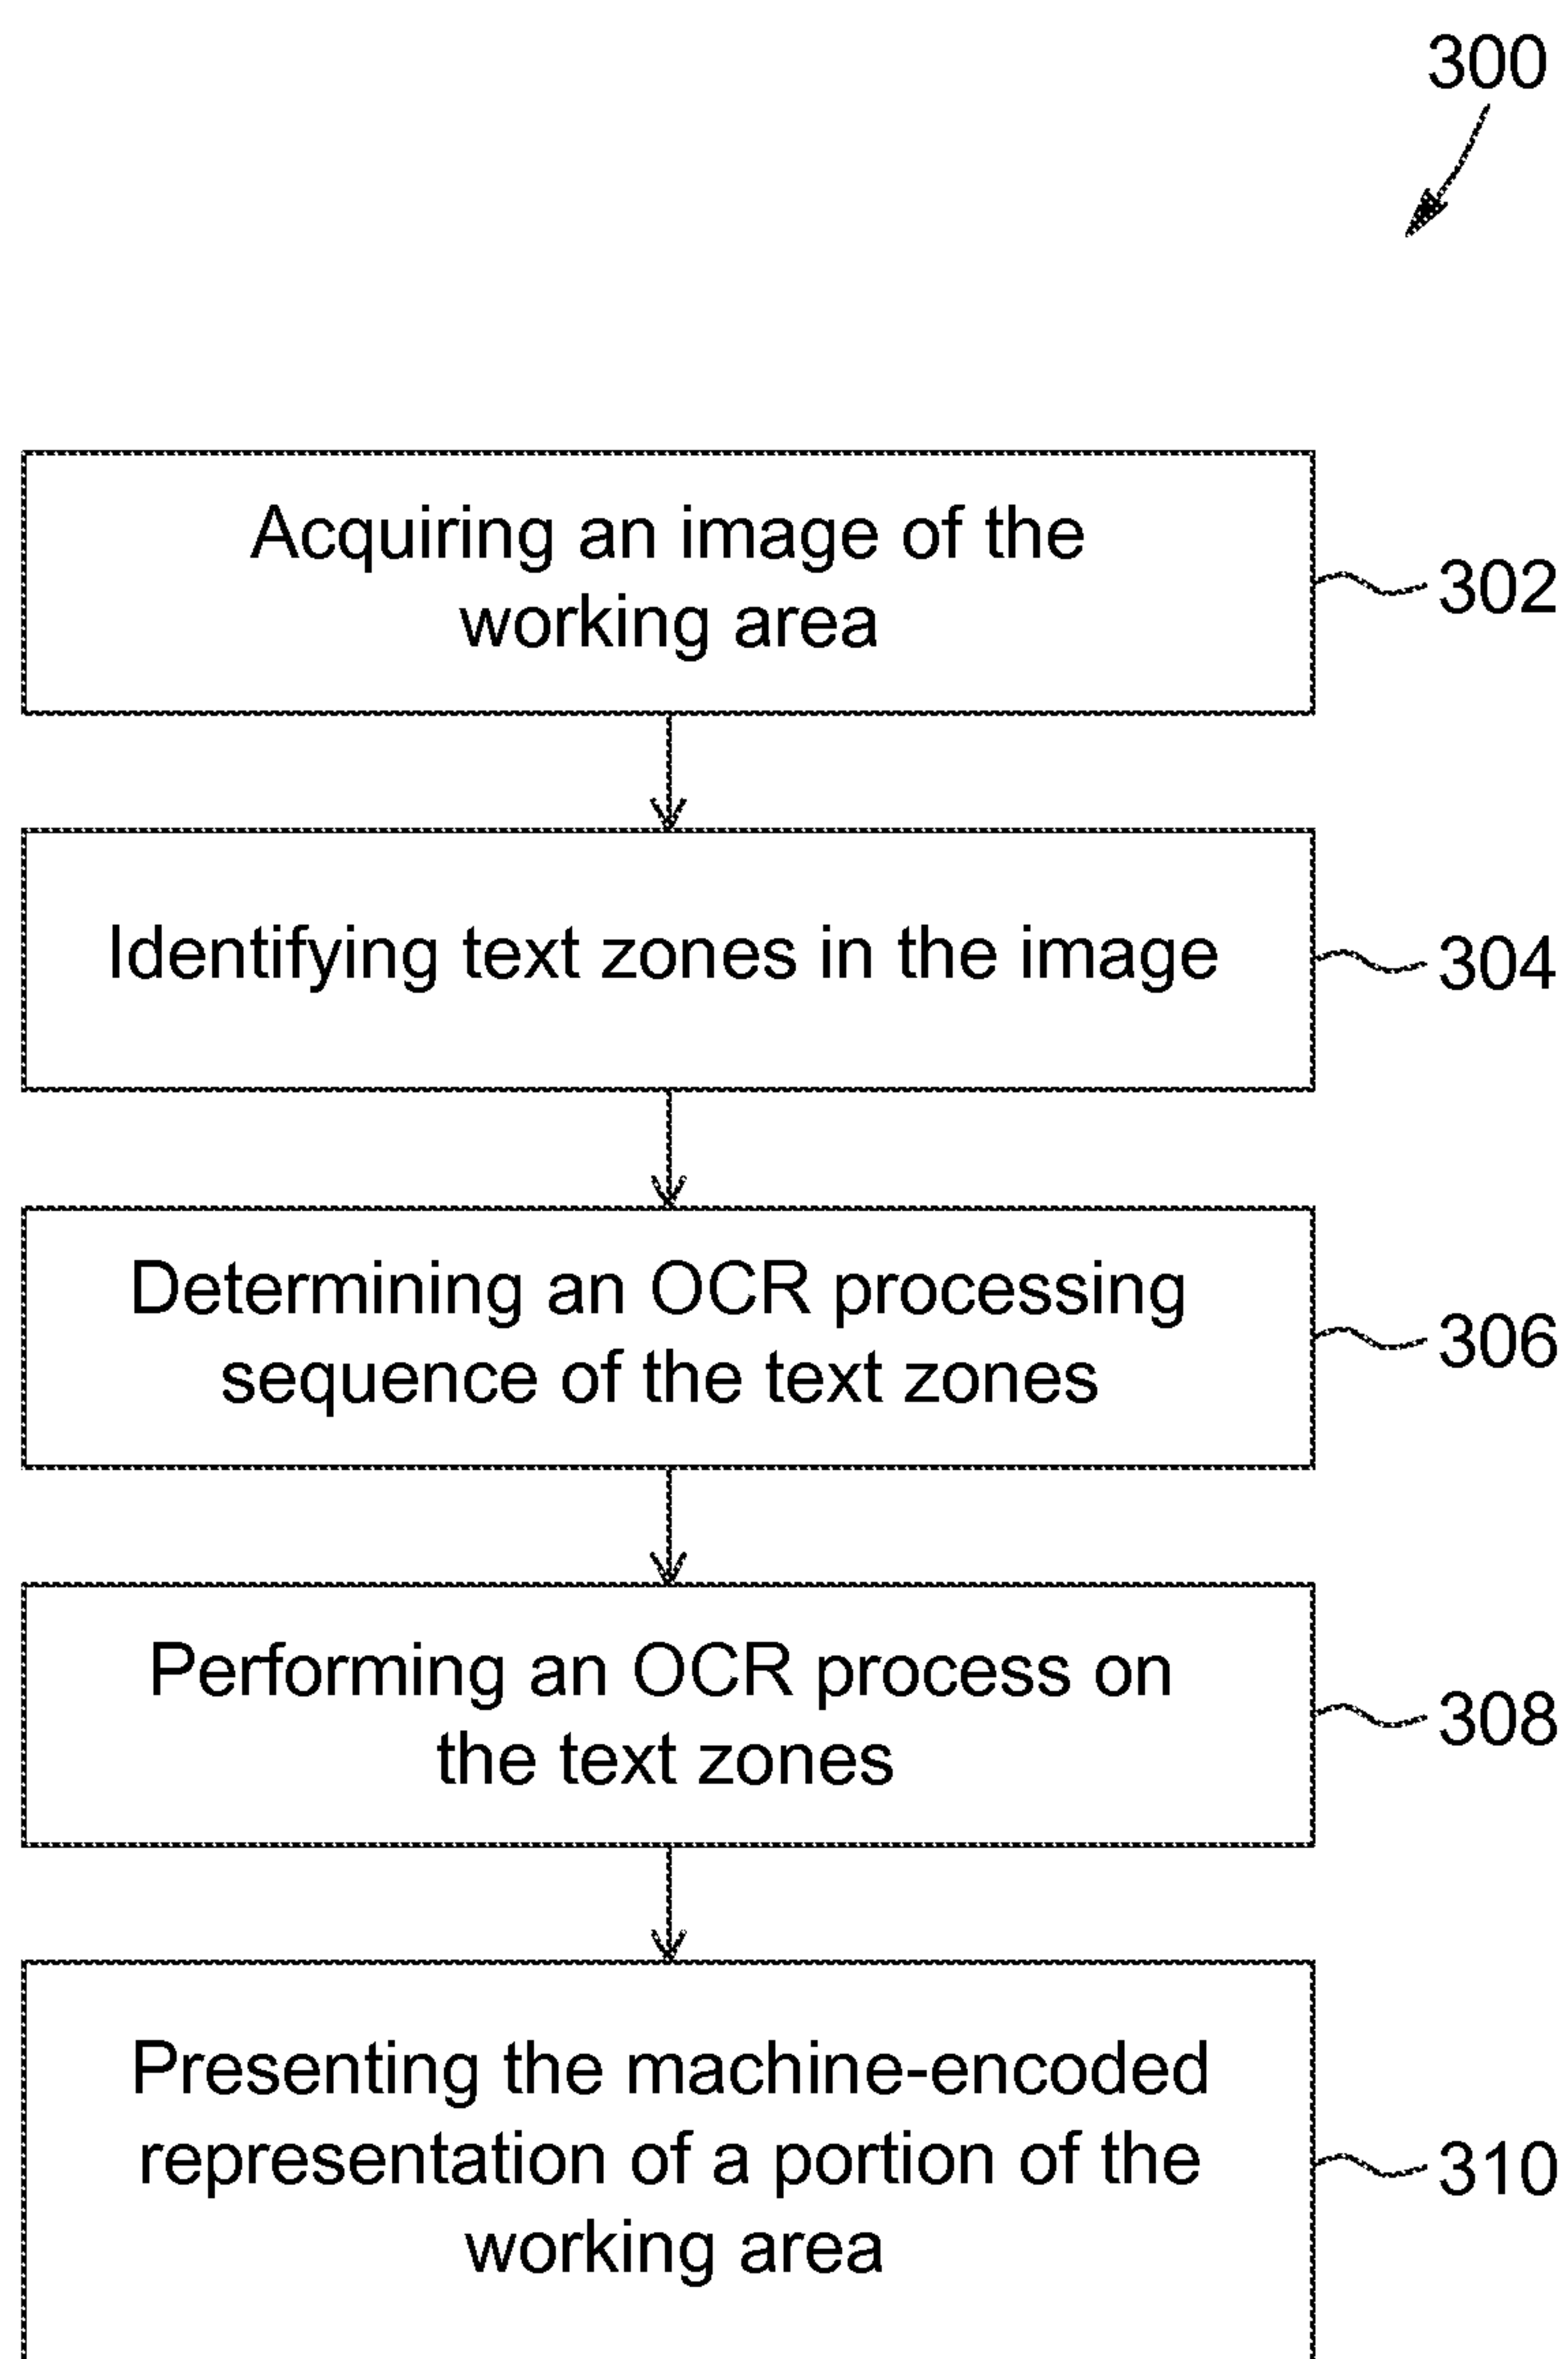 300
Acquiring an image of the
working area
302
Identifying text zones in the image
304
Determining an OCR processing
sequence of the text zones
306
Performing an OCR process on
the text zones
308
Presenting the machine-encoded
representation of a portion of the
working area
310